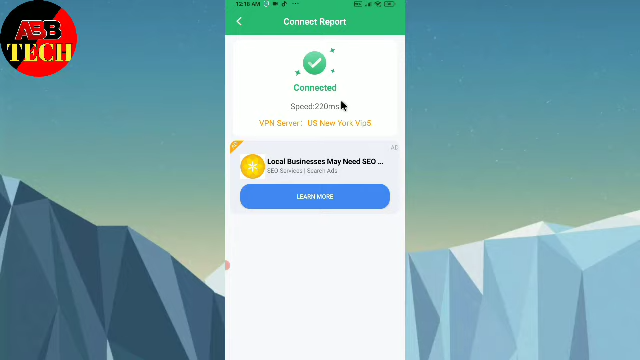 ABB
TECH
12:18 AM
Connect Report
Connected
Speed:220ms
VPN Server: US New York Vip5
AD
Local Businesses May Need SEO ...
SEO Services | Search Ads
LEARN MORE